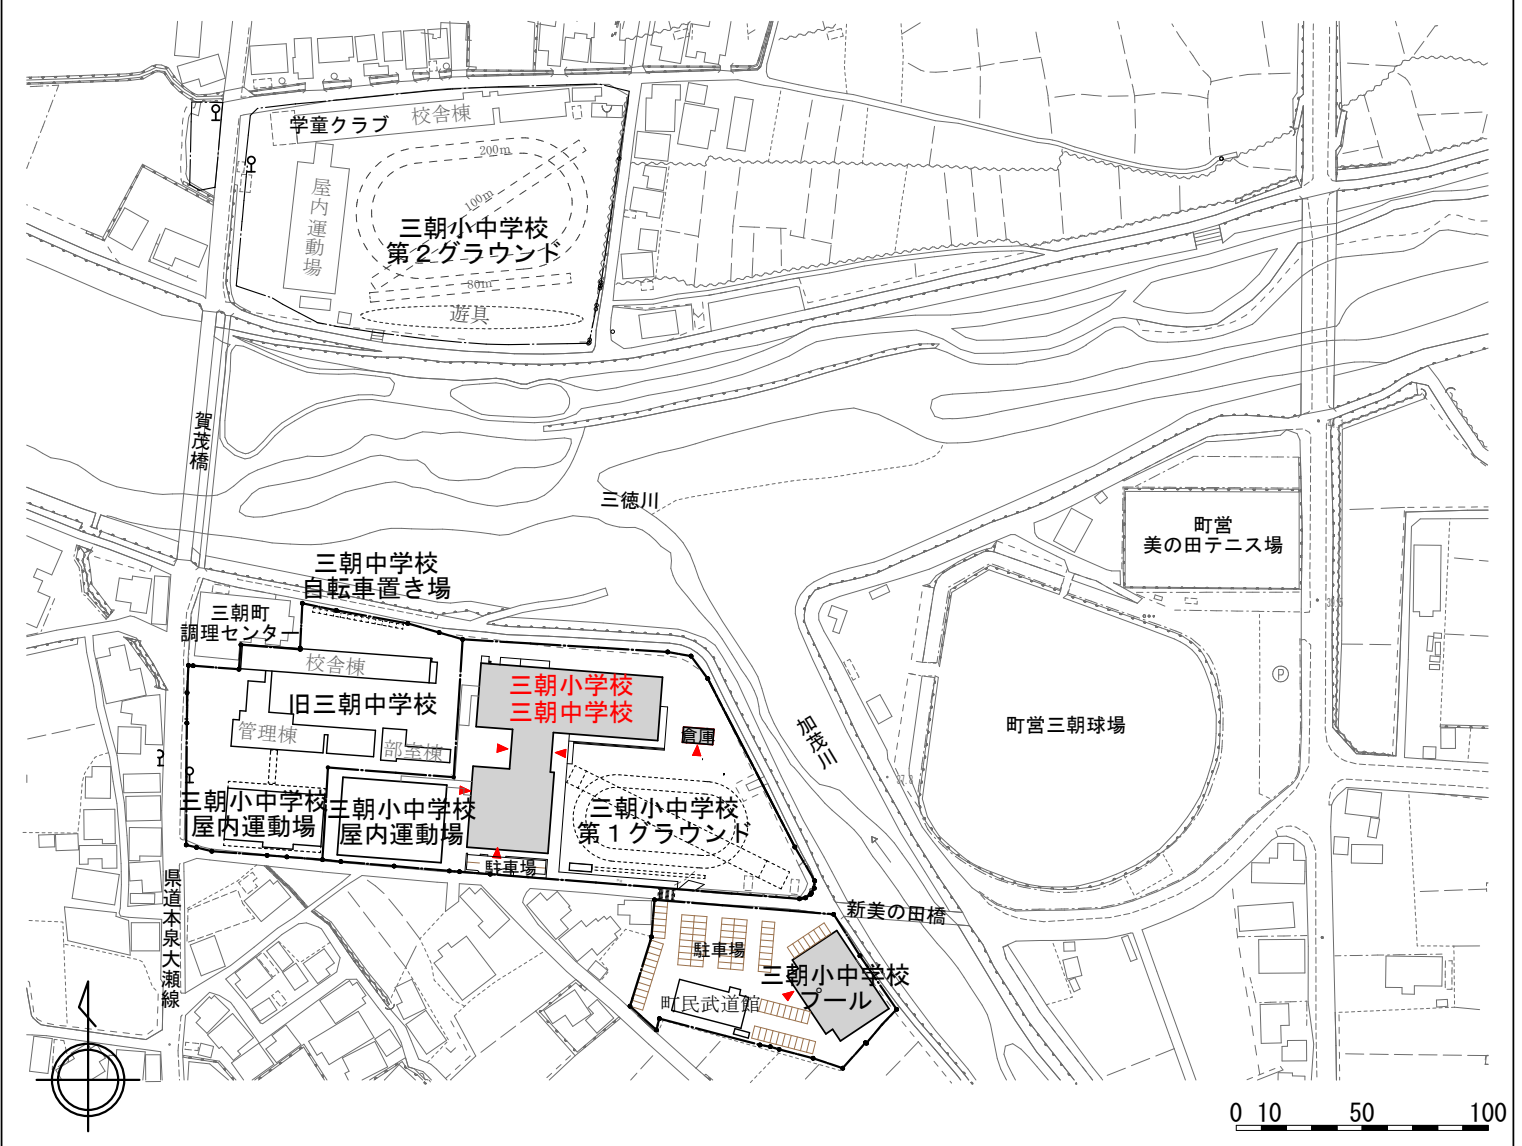 学童クラブ
校舎棟
200m
100m
屋内運動場
三朝小中学校
第2グラウンド
80m
遊具
賀茂橋
三徳川
町営
美の田テニス場
三朝中学校
自転車置き場
三朝町
調理センター
校舎棟
旧三朝中学校
管理棟
部室棟
三朝小学校
三朝中学校
倉庫
加茂川
町営三朝球場
P
三朝小中学校
屋内運動場
三朝小中学校
屋内運動場
三朝小中学校
第1グラウンド
駐車場
県道本泉大瀬線
新美の田橋
駐車場
三朝小中学校
プール
町民武道館
0 10 50 100